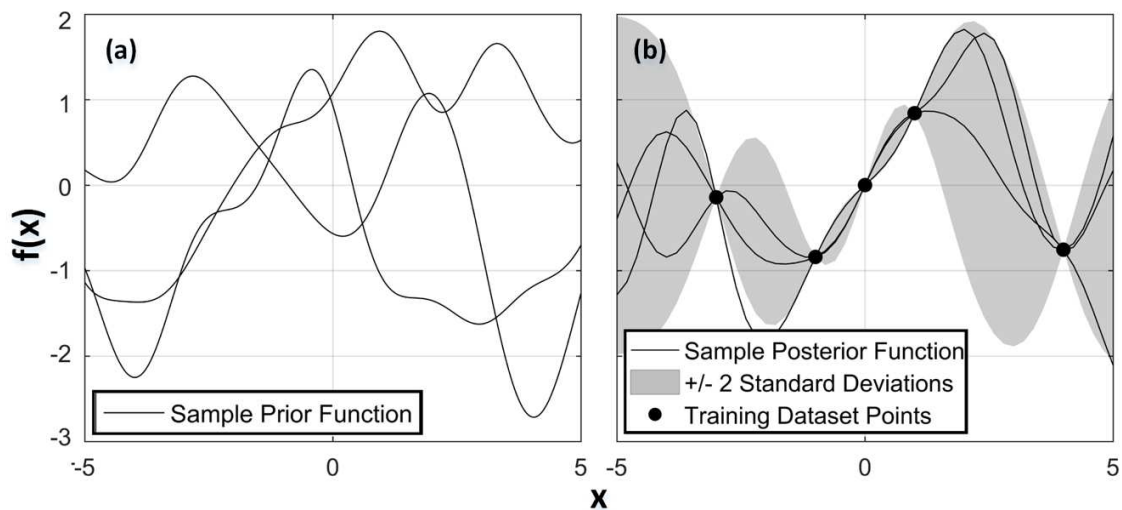 (a)
(b)
2
1
0
-1
-2
-3
f(x)
Sample Prior Function
Sample Posterior Function
+/- 2 Standard Deviations
Training Dataset Points
-5
0
5
-5
0
5
x